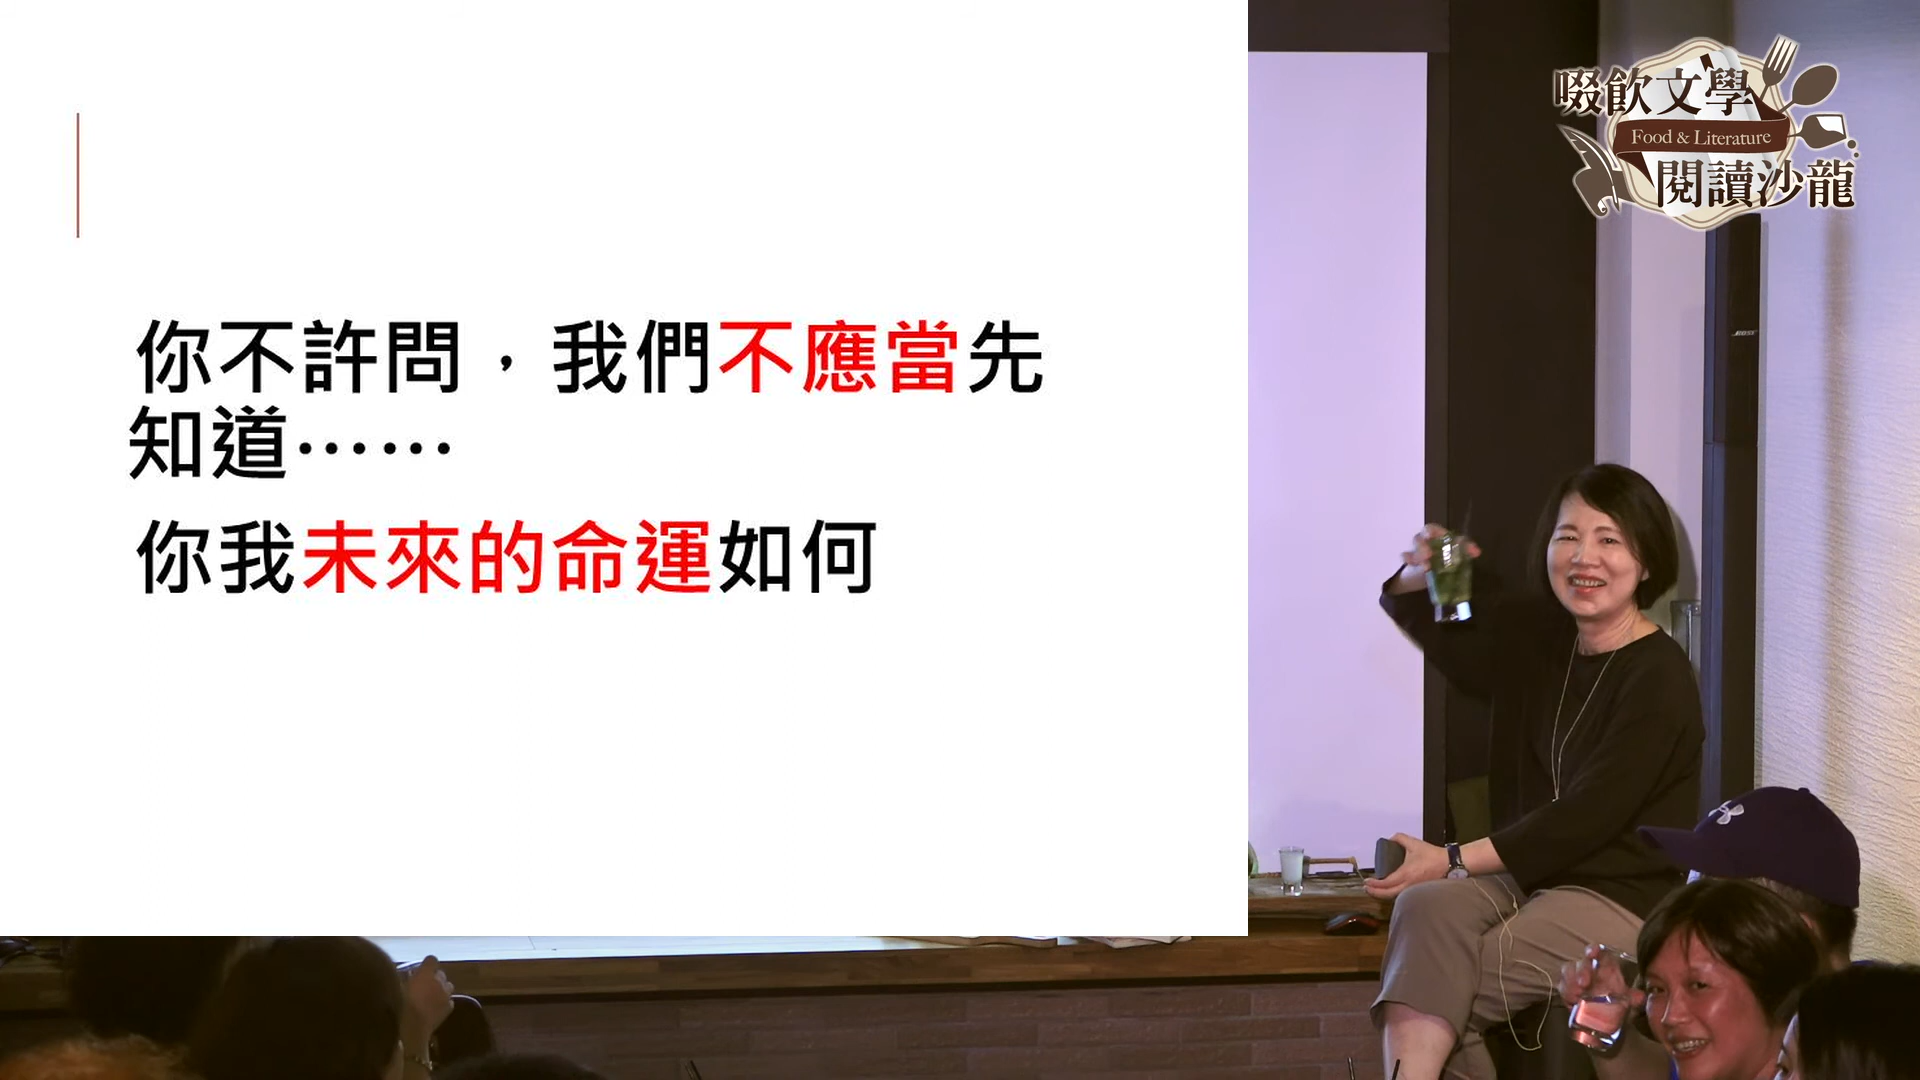 你不許問，我們不應當先
知道……
你我未來的命運如何
啜飲文學
Food & Literature
閱讀沙龍
BOSE